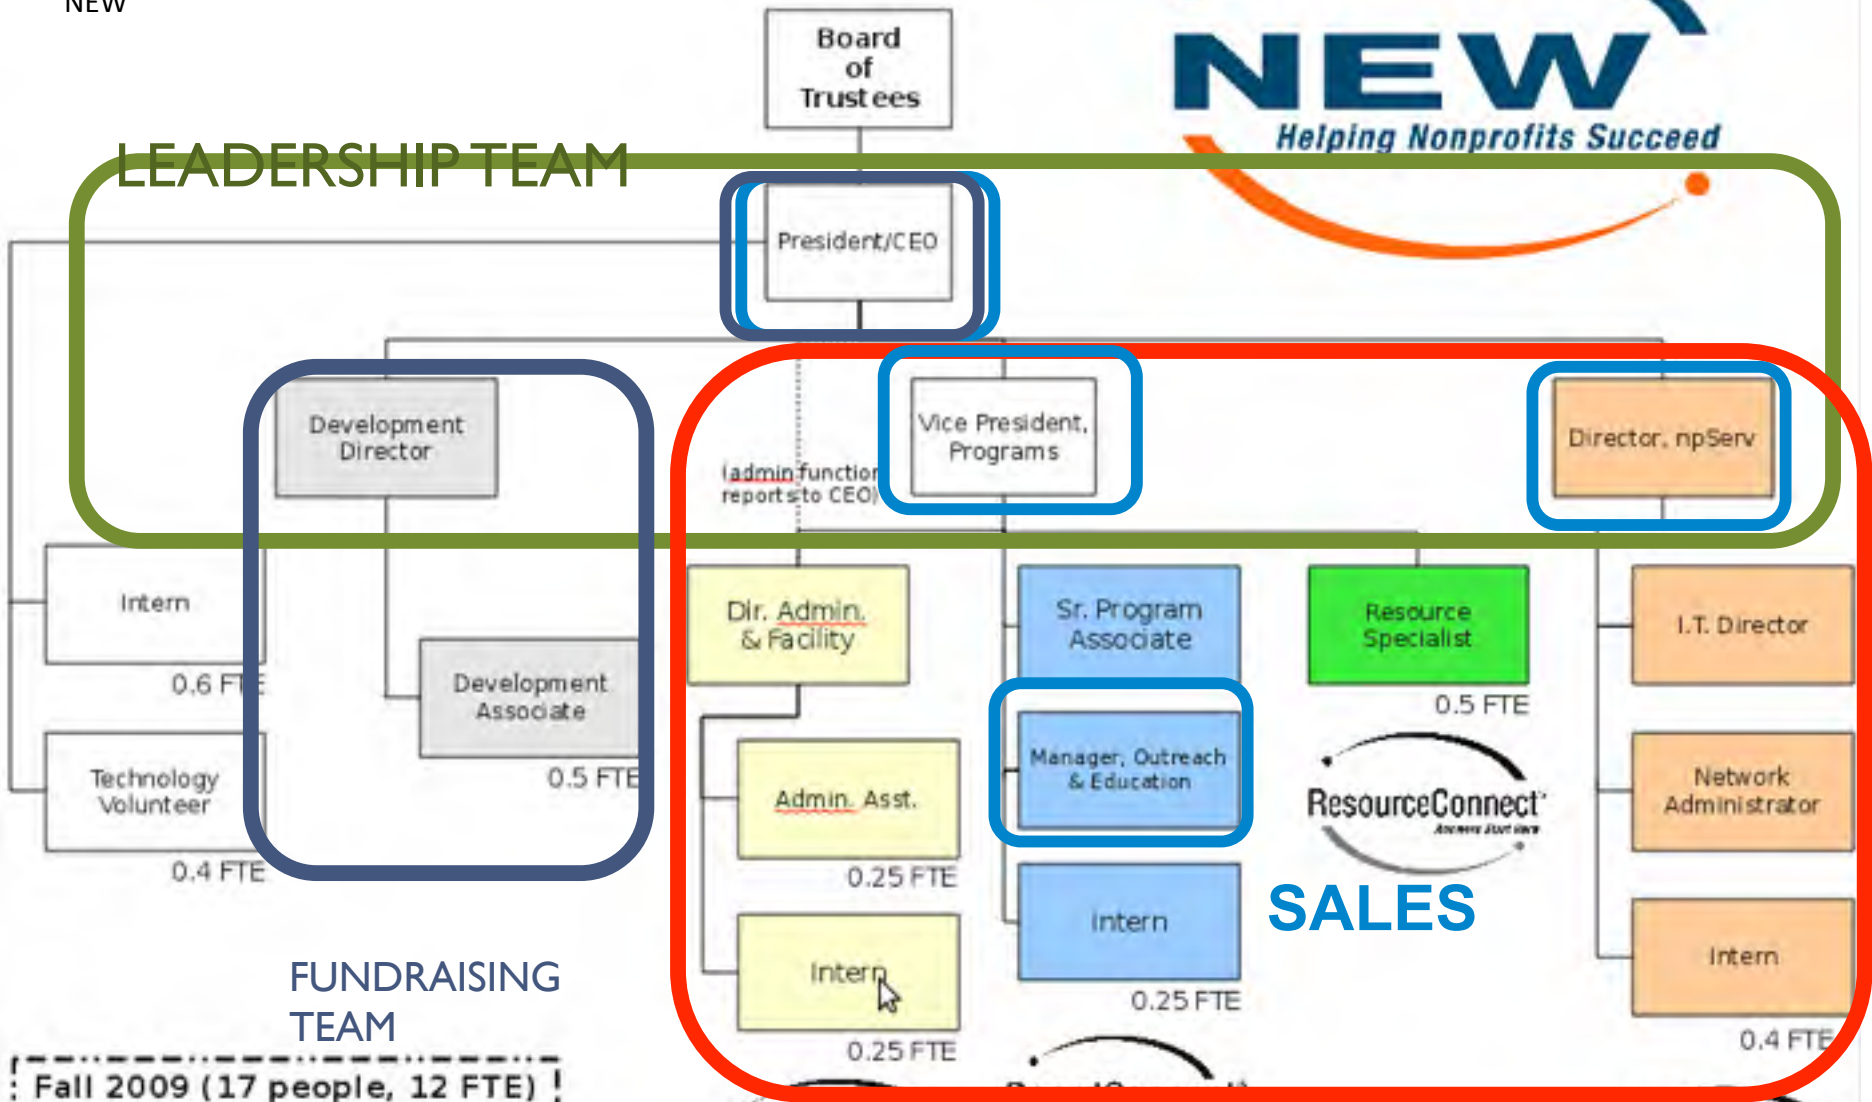 NEW
Board
of
Trustees
NEW
Helping Nonprofits Succeed
LEADERSHIP TEAM
President/CEO
Development
Director
(admin function
reports to CEO)
Vice President,
Programs
Director, npServ
Intern
0.6 FTE
Development
Associate
0.5 FTE
Technology
Volunteer
0.4 FTE
Dir. Admin.
& Facility
Admin. Asst.
0.25 FTE
Intern
0.25 FTE
Sr. Program
Associate
Manager, Outreach
& Education
Intern
0.25 FTE
Resource
Specialist
0.5 FTE
ResourceConnect
Answers Start Here
SALES
I.T. Director
Network
Administrator
Intern
0.4 FTE
FUNDRAISING
TEAM
Fall 2009 (17 people, 12 FTE)